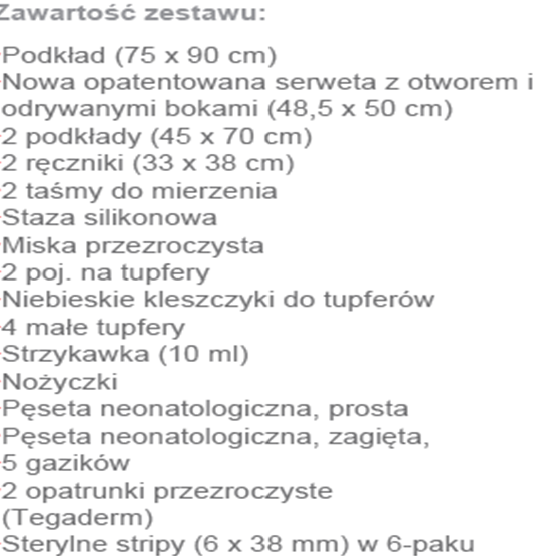 Zawartość zestawu:
Podkład (75 x 90 cm)
Nowa opatentowana serweta z otworem i
odrywanymi bokami (48,5 x 50 cm)
2 podkłady (45 x 70 cm)
2 ręczniki (33 x 38 cm)
2 taśmy do mierzenia
Staza silikonowa
Miska przezroczysta
2 poj. na tupfery
Niebieskie kleszczyki do tupferów
4 małe tupfery
Strzykawka (10 ml)
Nożyczki
Pęseta neonatologiczna, prosta
Pęseta neonatologiczna, zagięta,
5 gazików
2 opatrunki przezroczyste
(Tegaderm)
Sterylne stripy (6 x 38 mm) w 6-paku